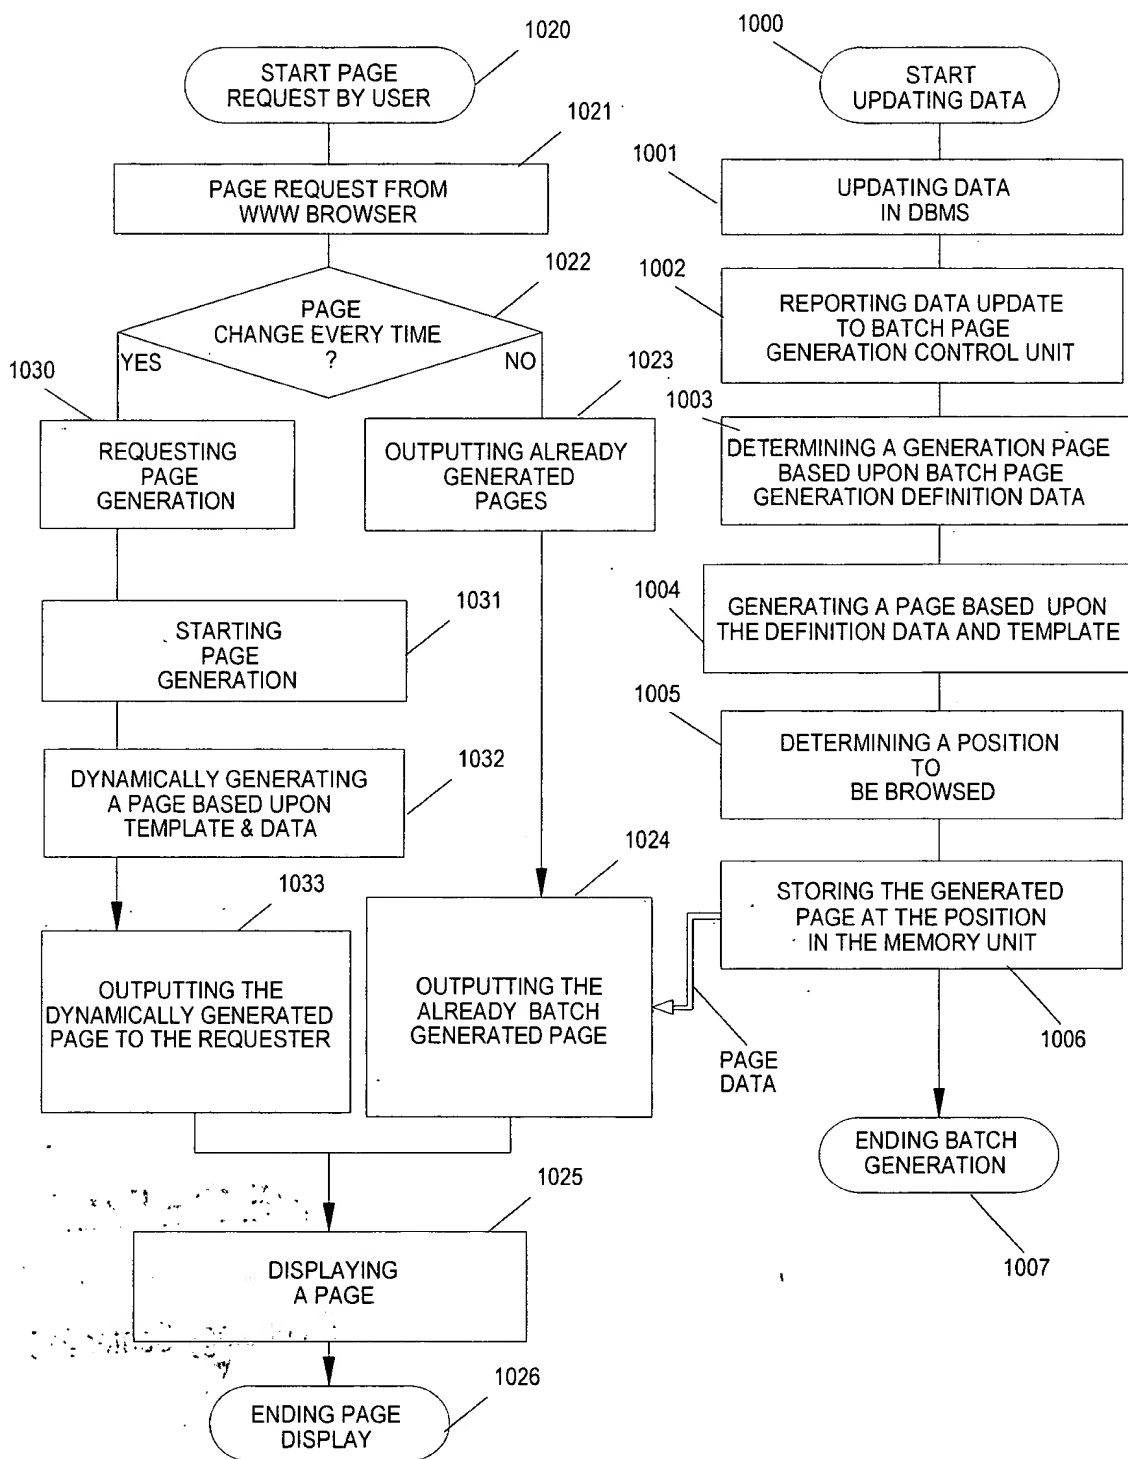 1020
START PAGE
REQUEST BY USER
1021
PAGE REQUEST FROM
WWW BROWSER
1022
PAGE
CHANGE EVERY TIME
?
YES
NO
1030
REQUESTING
PAGE
GENERATION
1023
OUTPUTTING ALREADY
GENERATED
PAGES
1031
STARTING
PAGE
GENERATION
1032
DYNAMICALLY GENERATING
A PAGE BASED UPON
TEMPLATE & DATA
1033
OUTPUTTING THE
DYNAMICALLY GENERATED
PAGE TO THE REQUESTER
1024
OUTPUTTING THE
ALREADY BATCH
GENERATED PAGE
1025
DISPLAYING
A PAGE
1026
ENDING PAGE
DISPLAY
1000
START
UPDATING DATA
1001
UPDATING DATA
IN DBMS
1002
REPORTING DATA UPDATE
TO BATCH PAGE
GENERATION CONTROL UNIT
1003
DETERMINING A GENERATION PAGE
BASED UPON BATCH PAGE
GENERATION DEFINITION DATA
1004
GENERATING A PAGE BASED UPON
THE DEFINITION DATA AND TEMPLATE
1005
DETERMINING A POSITION
TO
BE BROWSED
STORING THE GENERATED
PAGE AT THE POSITION
IN THE MEMORY UNIT
1006
PAGE
DATA
ENDING BATCH
GENERATION
1007